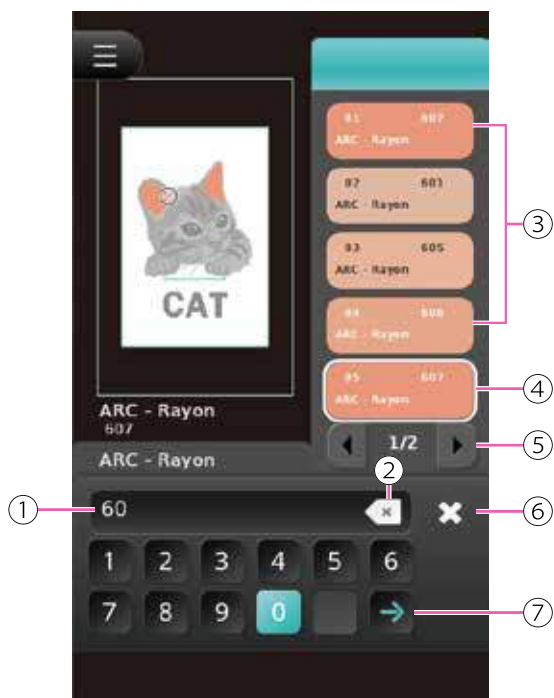 01 607
ARC - Rayon
02 603
ARC - Rayon
03 605
ARC - Rayon
04 606
ARC - Rayon
05 607
ARC - Rayon
1/2
CAT
ARC - Rayon
607
ARC - Rayon
60
1 2 3 4 5 6
7 8 9 0
①
②
③
④
⑤
⑥
⑦